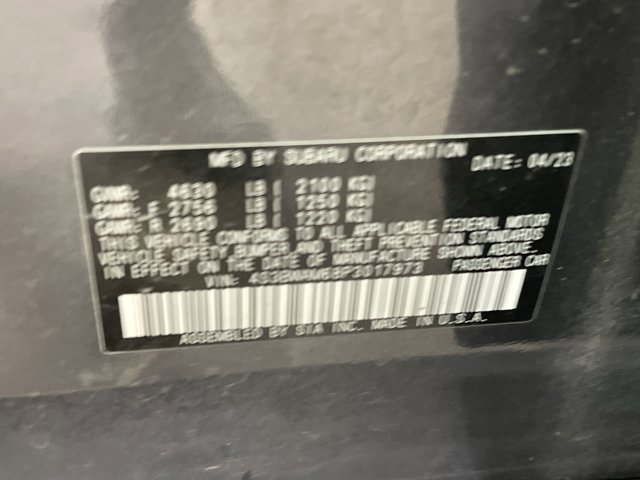 MFD BY SUBARU CORPORATION DATE: 04/23
GVWR: 4630 LB ( 2100 KG)
GAWR: F 2756 LB ( 1250 KG)
GAWR: R 2690 LB ( 1220 KG)
THIS VEHICLE CONFORMS TO ALL APPLICABLE FEDERAL MOTOR
VEHICLE SAFETY BUMPER AND THEFT PREVENTION STANDARDS
IN EFFECT ON THE DATE OF MANUFACTURE SHOWN ABOVE.
VIN: PASSENGER CAR
ASSEMBLED BY SIA INC. MADE IN U.S.A.